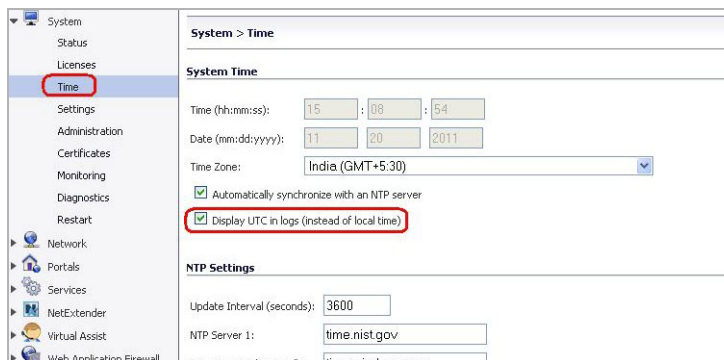 System
Status
Licenses
Time
Settings
Administration
Certificates
Monitoring
Diagnostics
Restart
Network
Portals
Services
NetExtender
Virtual Assist
Web Application Firewall
System > Time
System Time
Time (hh:mm:ss): 15 : 08 : 54
Date (mm:dd:yyyy): 11 20 2011
Time Zone: India (GMT+5:30)
Automatically synchronize with an NTP server
Display UTC in logs (instead of local time)
NTP Settings
Update Interval (seconds): 3600
NTP Server 1: time.nist.gov